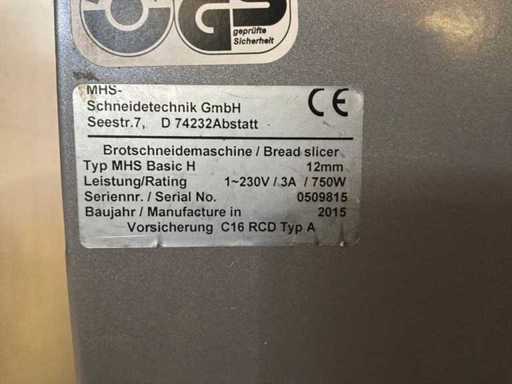 geprüfte
Sicherheit
MHS-
Schneidetechnik GmbH
Seestr.7, D 74232Abstatt
CE
Brotschneidemaschine / Bread slicer
Typ MHS Basic H 12mm
Leistung/Rating 1~230V / 3A / 750W
Seriennr. / Serial No. 0509815
Baujahr / Manufacture in 2015
Vorsicherung C16 RCD Typ A